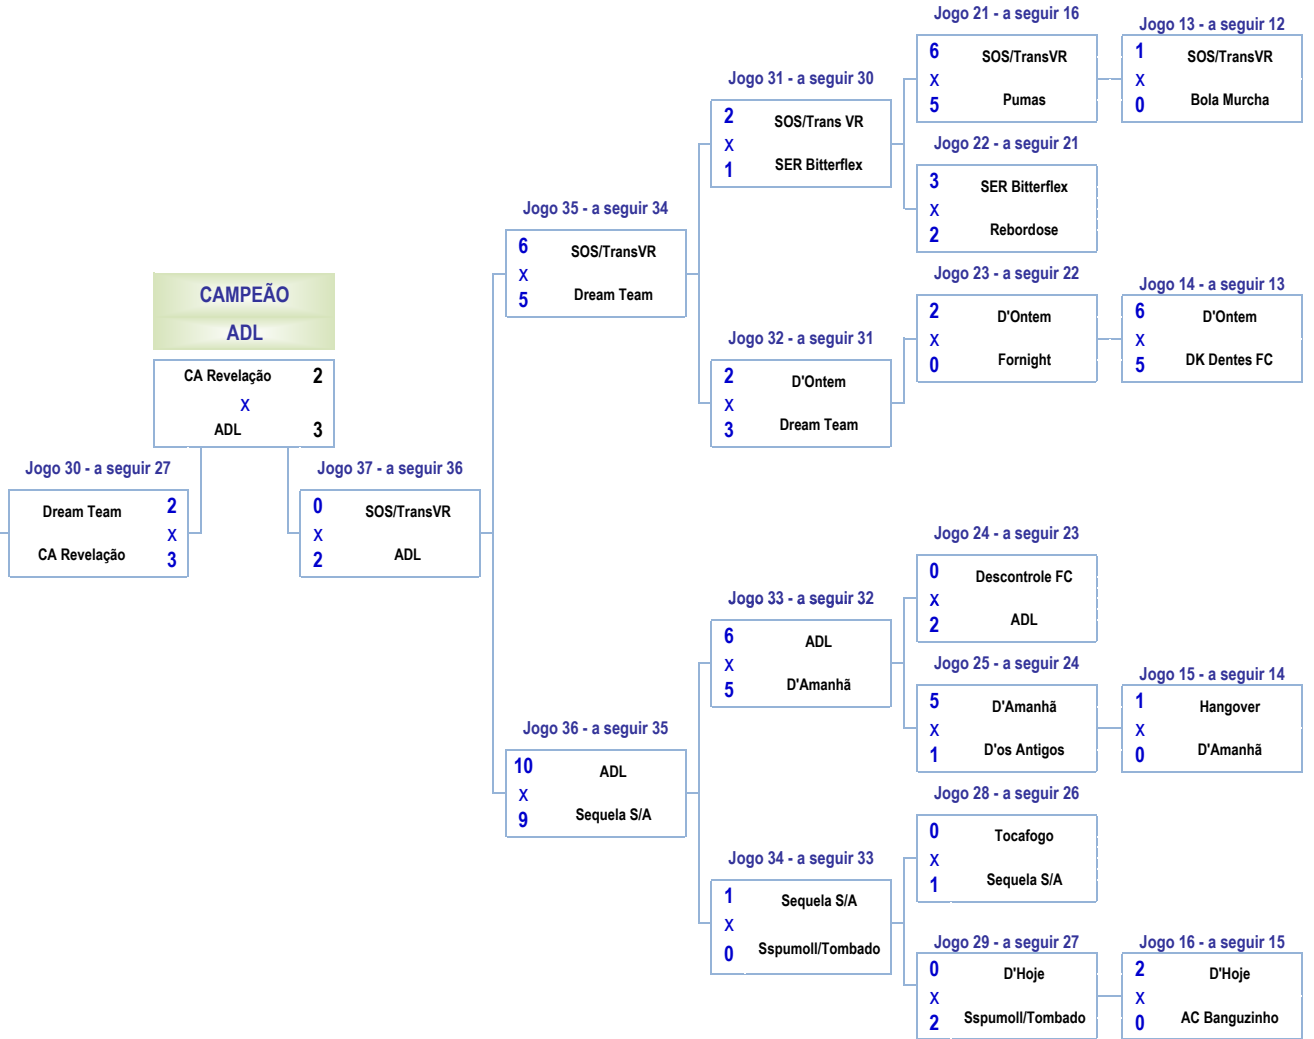 Jogo 21 - a seguir 16
6 SOS/TransVR
X
5 Pumas
Jogo 13 - a seguir 12
1 SOS/TransVR
X
0 Bola Murcha
Jogo 31 - a seguir 30
2 SOS/Trans VR
X
1 SER Bitterflex
Jogo 22 - a seguir 21
3 SER Bitterflex
X
2 Rebordose
Jogo 35 - a seguir 34
6 SOS/TransVR
X
5 Dream Team
Jogo 23 - a seguir 22
2 D'Ontem
X
0 Fornight
Jogo 14 - a seguir 13
6 D'Ontem
X
5 DK Dentes FC
CAMPEÃO
ADL
CA Revelação 2
X
ADL 3
Jogo 32 - a seguir 31
2 D'Ontem
X
3 Dream Team
Jogo 30 - a seguir 27
Dream Team 2
X
CA Revelação 3
Jogo 37 - a seguir 36
0 SOS/TransVR
X
2 ADL
Jogo 24 - a seguir 23
0 Descontrole FC
X
2 ADL
Jogo 33 - a seguir 32
6 ADL
X
5 D'Amanhã
Jogo 25 - a seguir 24
5 D'Amanhã
X
1 D'os Antigos
Jogo 15 - a seguir 14
1 Hangover
X
0 D'Amanhã
Jogo 36 - a seguir 35
10 ADL
X
9 Sequela S/A
Jogo 28 - a seguir 26
0 Tocafogo
X
1 Sequela S/A
Jogo 34 - a seguir 33
1 Sequela S/A
X
0 Sspumoll/Tombado
Jogo 29 - a seguir 27
0 D'Hoje
X
2 Sspumoll/Tombado
Jogo 16 - a seguir 15
2 D'Hoje
X
0 AC Banguzinho